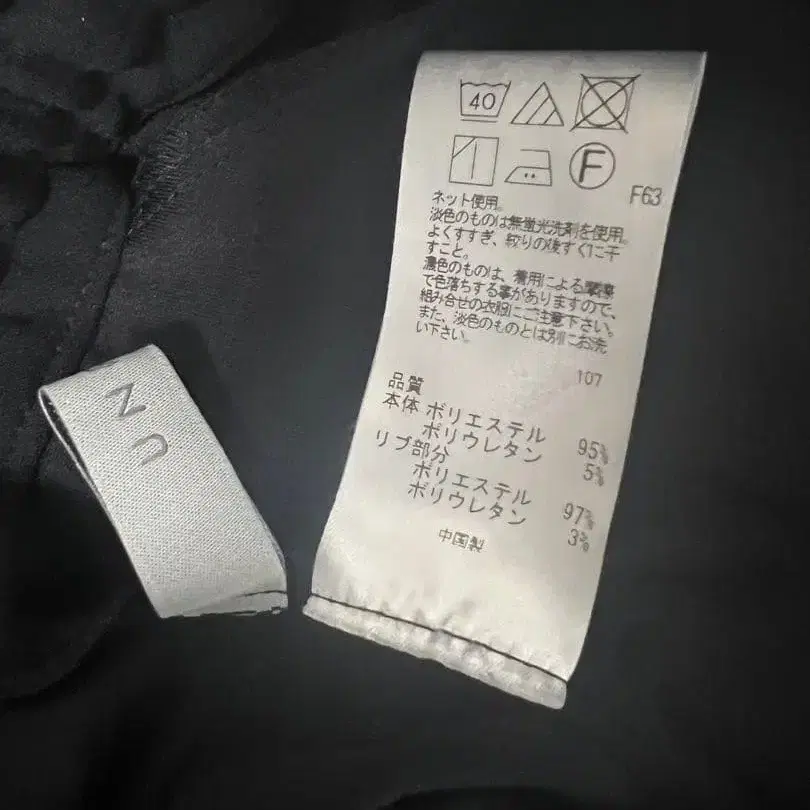 40
F
F63
ネット使用。
淡色のものは無蛍光洗剤を使用。
よくすすぎ、絞りの後すぐに干
すこと。
濃色のものは、着用による摩擦
で色落ちする事がありますので、
組み合せの衣服にご注意下さい。
また、淡色のものとは別にお洗
い下さい。
107
品質
本体 ポリエステル 95%
ポリウレタン 5%
リブ部分
ポリエステル 97%
ポリウレタン 3%
中国製
N
U